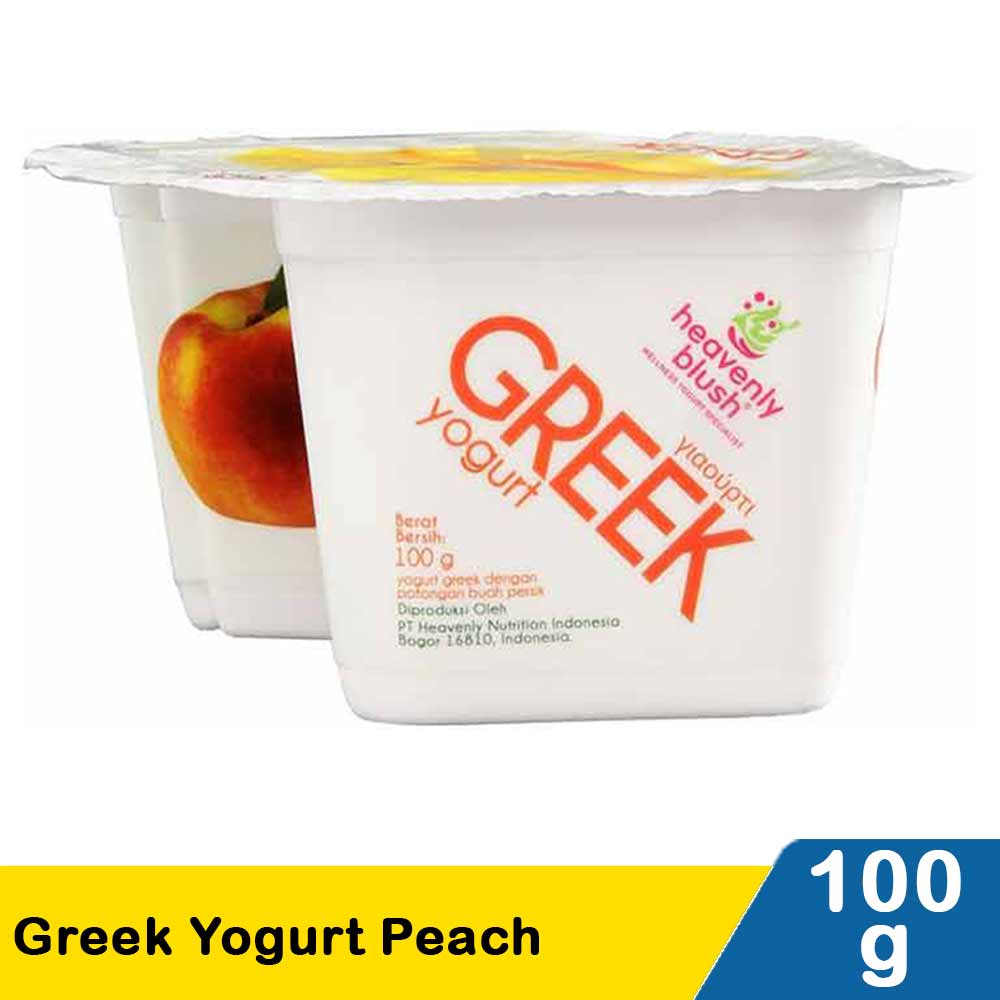 heavenly
blush®
WELLNESS YOGURT SPECIALIST
GREEK
yogurt
γιαούρτι
Berat
Bersih:
100 g
yogurt greek dengan
potongan buah persik
Diproduksi Oleh
PT Heavenly Nutrition Indonesia
Bogor 16810, Indonesia
Greek Yogurt Peach
100
g